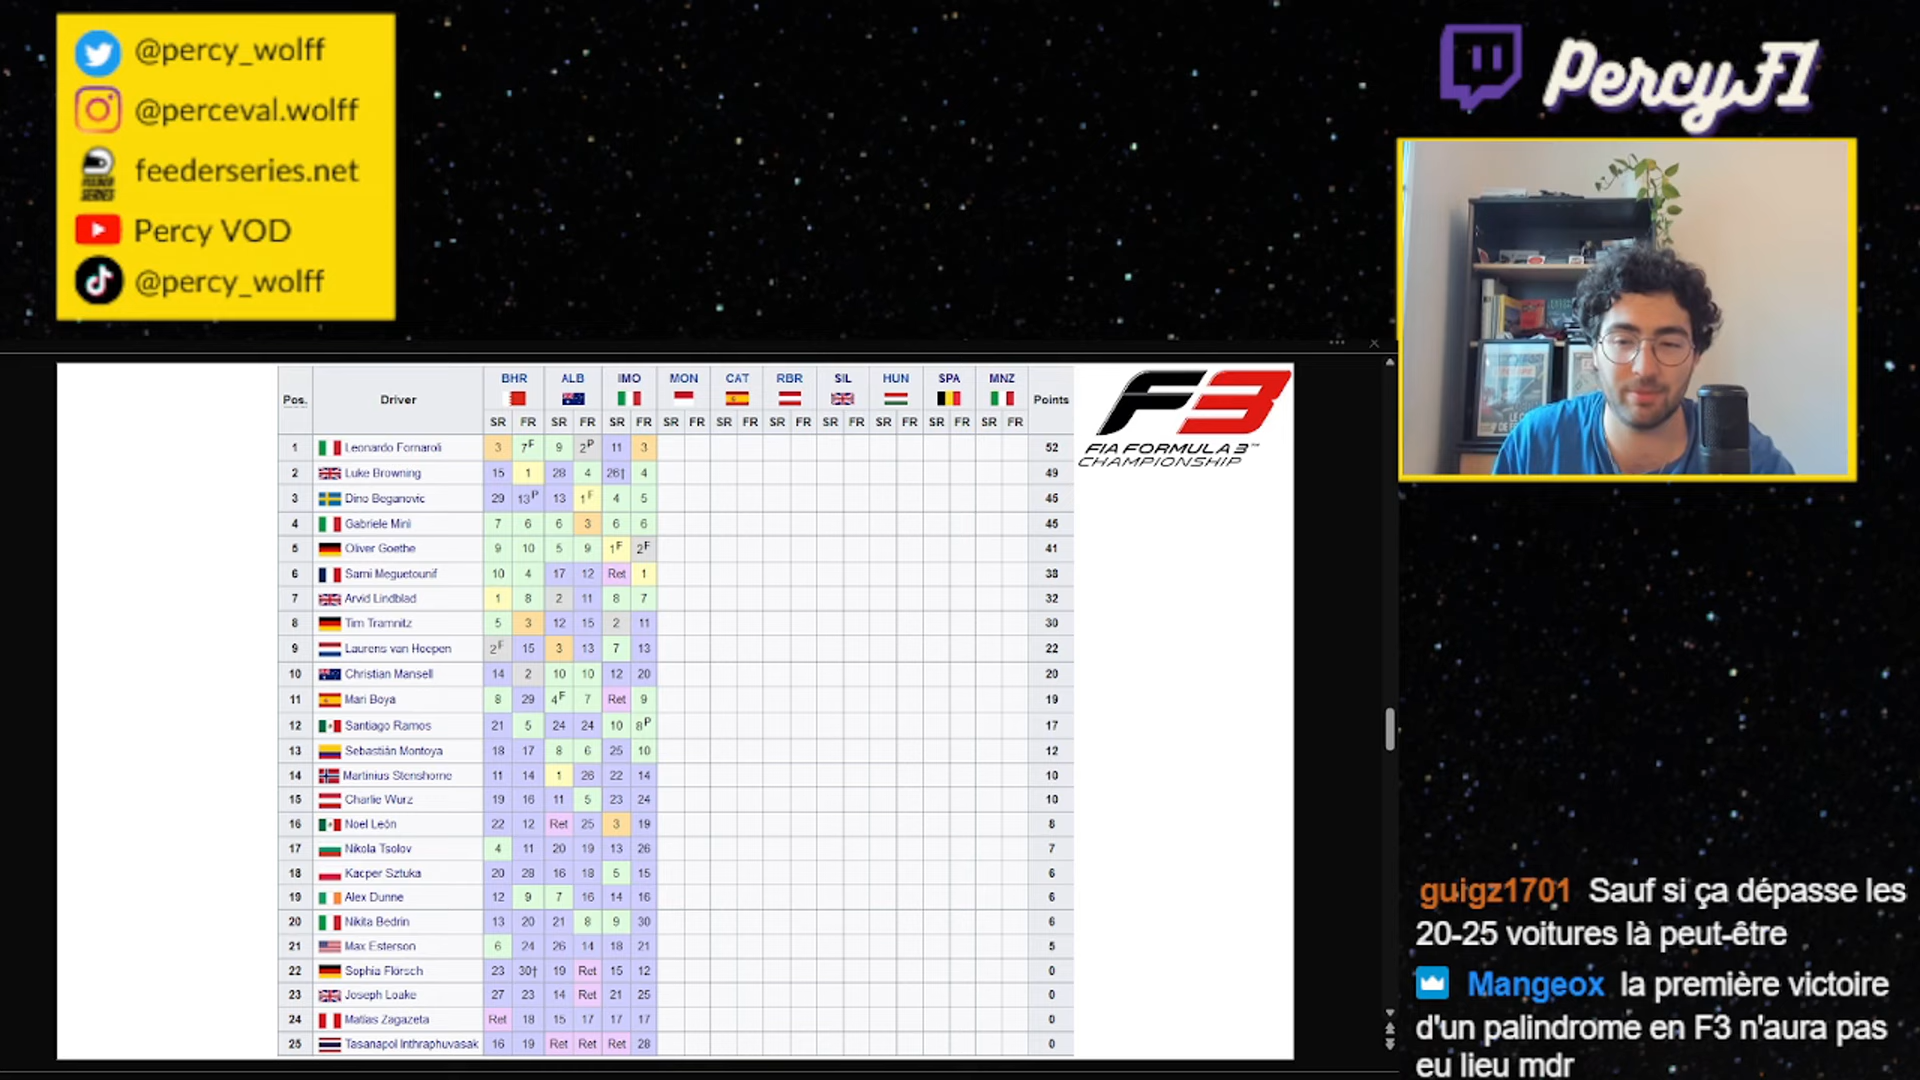 @percy_wolff
@perceval.wolff
feederseries.net
Percy VOD
@percy_wolff
PercyF1
BHR ALB IMO MON CAT RBR SIL HUN SPA MNZ
Pos. Driver Points
SR FR SR FR SR FR SR FR SR FR SR FR SR FR SR FR SR FR SR FR
1 Leonardo Fornaroli 3 7F 9 2P 11 3 52
2 Luke Browning 15 1 28 4 26† 4 49
3 Dino Beganovic 29 13P 13 1F 4 5 45
4 Gabriele Minì 7 6 6 3 6 6 45
5 Oliver Goethe 9 10 5 9 1F 2F 41
6 Sami Meguetounif 10 4 17 12 Ret 1 38
7 Arvid Lindblad 1 8 2 11 8 7 32
8 Tim Tramnitz 5 3 12 15 2 11 30
9 Laurens van Hoepen 2F 15 3 13 7 13 22
10 Christian Mansell 14 2 10 10 12 20 20
11 Mari Boya 8 29 4F 7 Ret 9 19
12 Santiago Ramos 21 5 24 24 10 8P 17
13 Sebastián Montoya 18 17 8 6 25 10 12
14 Martinius Stenshorne 11 14 1 26 22 14 10
15 Charlie Wurz 19 16 11 5 23 24 10
16 Noel León 22 12 Ret 25 3 19 8
17 Nikola Tsolov 4 11 20 19 13 26 7
18 Kacper Sztuka 20 28 16 18 5 15 6
19 Alex Dunne 12 9 7 16 14 16 6
20 Nikita Bedrin 13 20 21 8 9 30 6
21 Max Esterson 6 24 26 14 18 21 5
22 Sophia Flörsch 23 30† 19 Ret 15 12 0
23 Joseph Loake 27 23 14 Ret 21 25 0
24 Matías Zagazeta Ret 18 15 17 17 17 0
25 Tasanapol Inthraphuvasak 16 19 Ret Ret Ret 28 0
F3
FIA FORMULA 3™
CHAMPIONSHIP
guigz1701 Sauf si ça dépasse les
20-25 voitures là peut-être
Mangeox la première victoire
d'un palindrome en F3 n'aura pas
eu lieu mdr